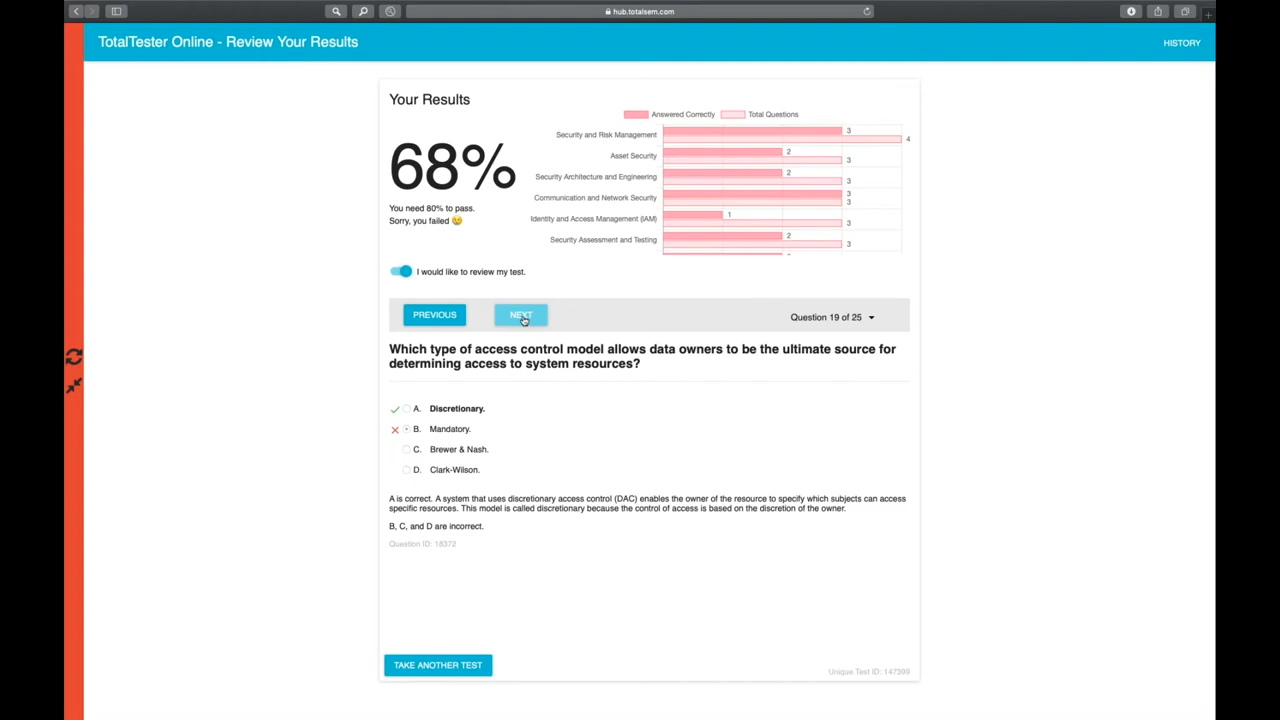 hub.totalsem.com
TotalTester Online - Review Your Results
HISTORY
Your Results
Answered Correctly
Total Questions
68%
You need 80% to pass.
Sorry, you failed 😢
Security and Risk Management
3
4
Asset Security
2
3
Security Architecture and Engineering
2
3
Communication and Network Security
3
3
Identity and Access Management (IAM)
1
3
Security Assessment and Testing
2
3
I would like to review my test.
PREVIOUS
NEXT
Question 19 of 25
Which type of access control model allows data owners to be the ultimate source for
determining access to system resources?
A. Discretionary.
B. Mandatory.
C. Brewer & Nash.
D. Clark-Wilson.
A is correct. A system that uses discretionary access control (DAC) enables the owner of the resource to specify which subjects can access
specific resources. This model is called discretionary because the control of access is based on the discretion of the owner.
B, C, and D are incorrect.
Question ID: 18372
TAKE ANOTHER TEST
Unique Test ID: 147399